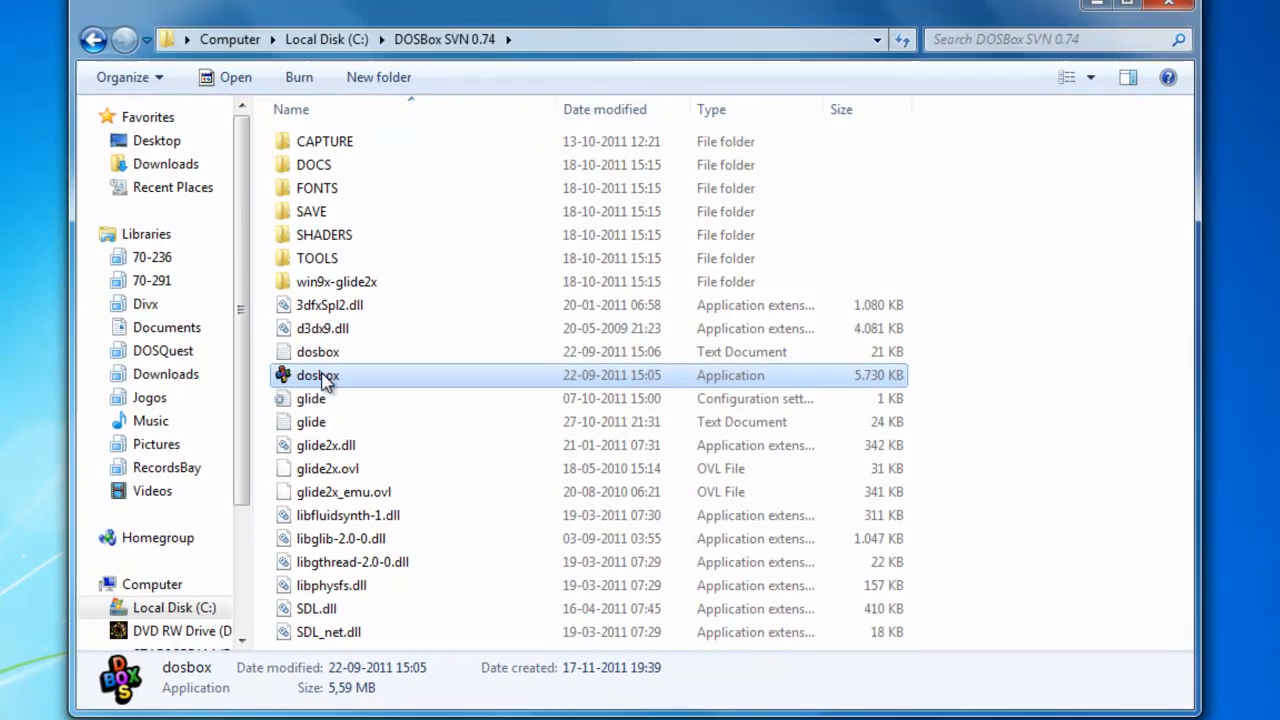 Computer Local Disk (C:) DOSBox SVN 0.74 Search DOSBox SVN 0.74
Organize Open Burn New folder
Name Date modified Type Size
Favorites
Desktop
Downloads
Recent Places
Libraries
70-236
70-291
Divx
Documents
DOSQuest
Downloads
Jogos
Music
Pictures
RecordsBay
Videos
Homegroup
Computer
Local Disk (C:)
DVD RW Drive (D
CAPTURE 13-10-2011 12:21 File folder
DOCS 18-10-2011 15:15 File folder
FONTS 18-10-2011 15:15 File folder
SAVE 18-10-2011 15:15 File folder
SHADERS 18-10-2011 15:15 File folder
TOOLS 18-10-2011 15:15 File folder
win9x-glide2x 18-10-2011 15:15 File folder
3dfxSpl2.dll 20-01-2011 06:58 Application extens... 1.080 KB
d3dx9.dll 20-05-2009 21:23 Application extens... 4.081 KB
dosbox 22-09-2011 15:06 Text Document 21 KB
dosbox 22-09-2011 15:05 Application 5.730 KB
glide 07-10-2011 15:00 Configuration sett... 1 KB
glide 27-10-2011 21:31 Text Document 24 KB
glide2x.dll 21-01-2011 07:31 Application extens... 342 KB
glide2x.ovl 18-05-2010 15:14 OVL File 31 KB
glide2x_emu.ovl 20-08-2010 06:21 OVL File 341 KB
libfluidsynth-1.dll 19-03-2011 07:30 Application extens... 311 KB
libglib-2.0-0.dll 03-09-2011 03:55 Application extens... 1.047 KB
libgthread-2.0-0.dll 19-03-2011 07:29 Application extens... 22 KB
libphysfs.dll 19-03-2011 07:29 Application extens... 157 KB
SDL.dll 16-04-2011 07:45 Application extens... 410 KB
SDL_net.dll 19-03-2011 07:29 Application extens... 18 KB
dosbox Date modified: 22-09-2011 15:05 Date created: 17-11-2011 19:39
Application Size: 5,59 MB
DOS
BOX